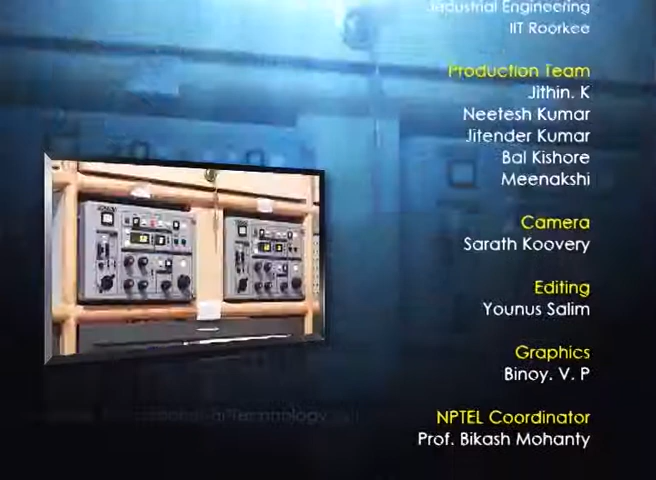 Industrial Engineering
IIT Roorkee
Production Team
Jithin. K
Neetesh Kumar
Jitender Kumar
Bal Kishore
Meenakshi
Camera
Sarath Koovery
Editing
Younus Salim
Graphics
Binoy. V. P
NPTEL Coordinator
Prof. Bikash Mohanty